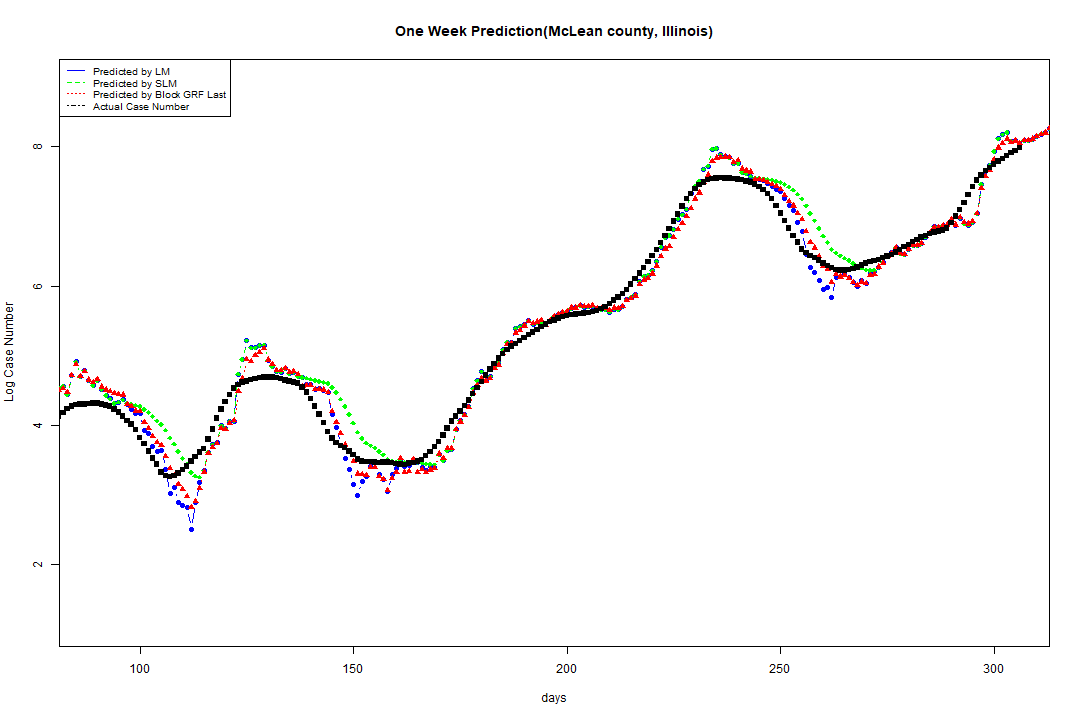 One Week Prediction(McLean county, Illinois)
Predicted by LM
Predicted by SLM
Predicted by Block GRF Last
Actual Case Number
Log Case Number
8
6
4
2
100 150 200 250 300
days